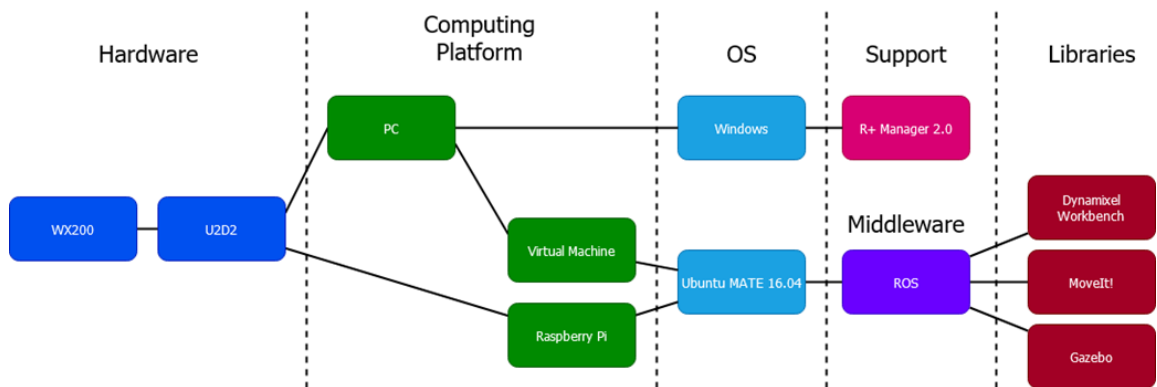 Hardware
Computing
Platform
OS
Support
Libraries
PC
Windows
R+ Manager 2.0
WX200
U2D2
Dynamixel
Workbench
Middleware
Virtual Machine
Ubuntu MATE 16.04
ROS
MoveIt!
Raspberry Pi
Gazebo